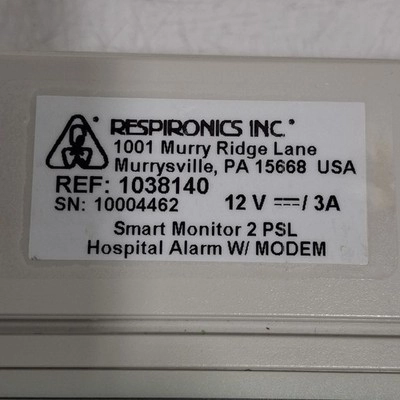 RESPIRONICS INC.®
1001 Murry Ridge Lane
Murrysville, PA 15668 USA
REF: 1038140
SN: 10004462 12 V ⎓/ 3A
Smart Monitor 2 PSL
Hospital Alarm W/ MODEM